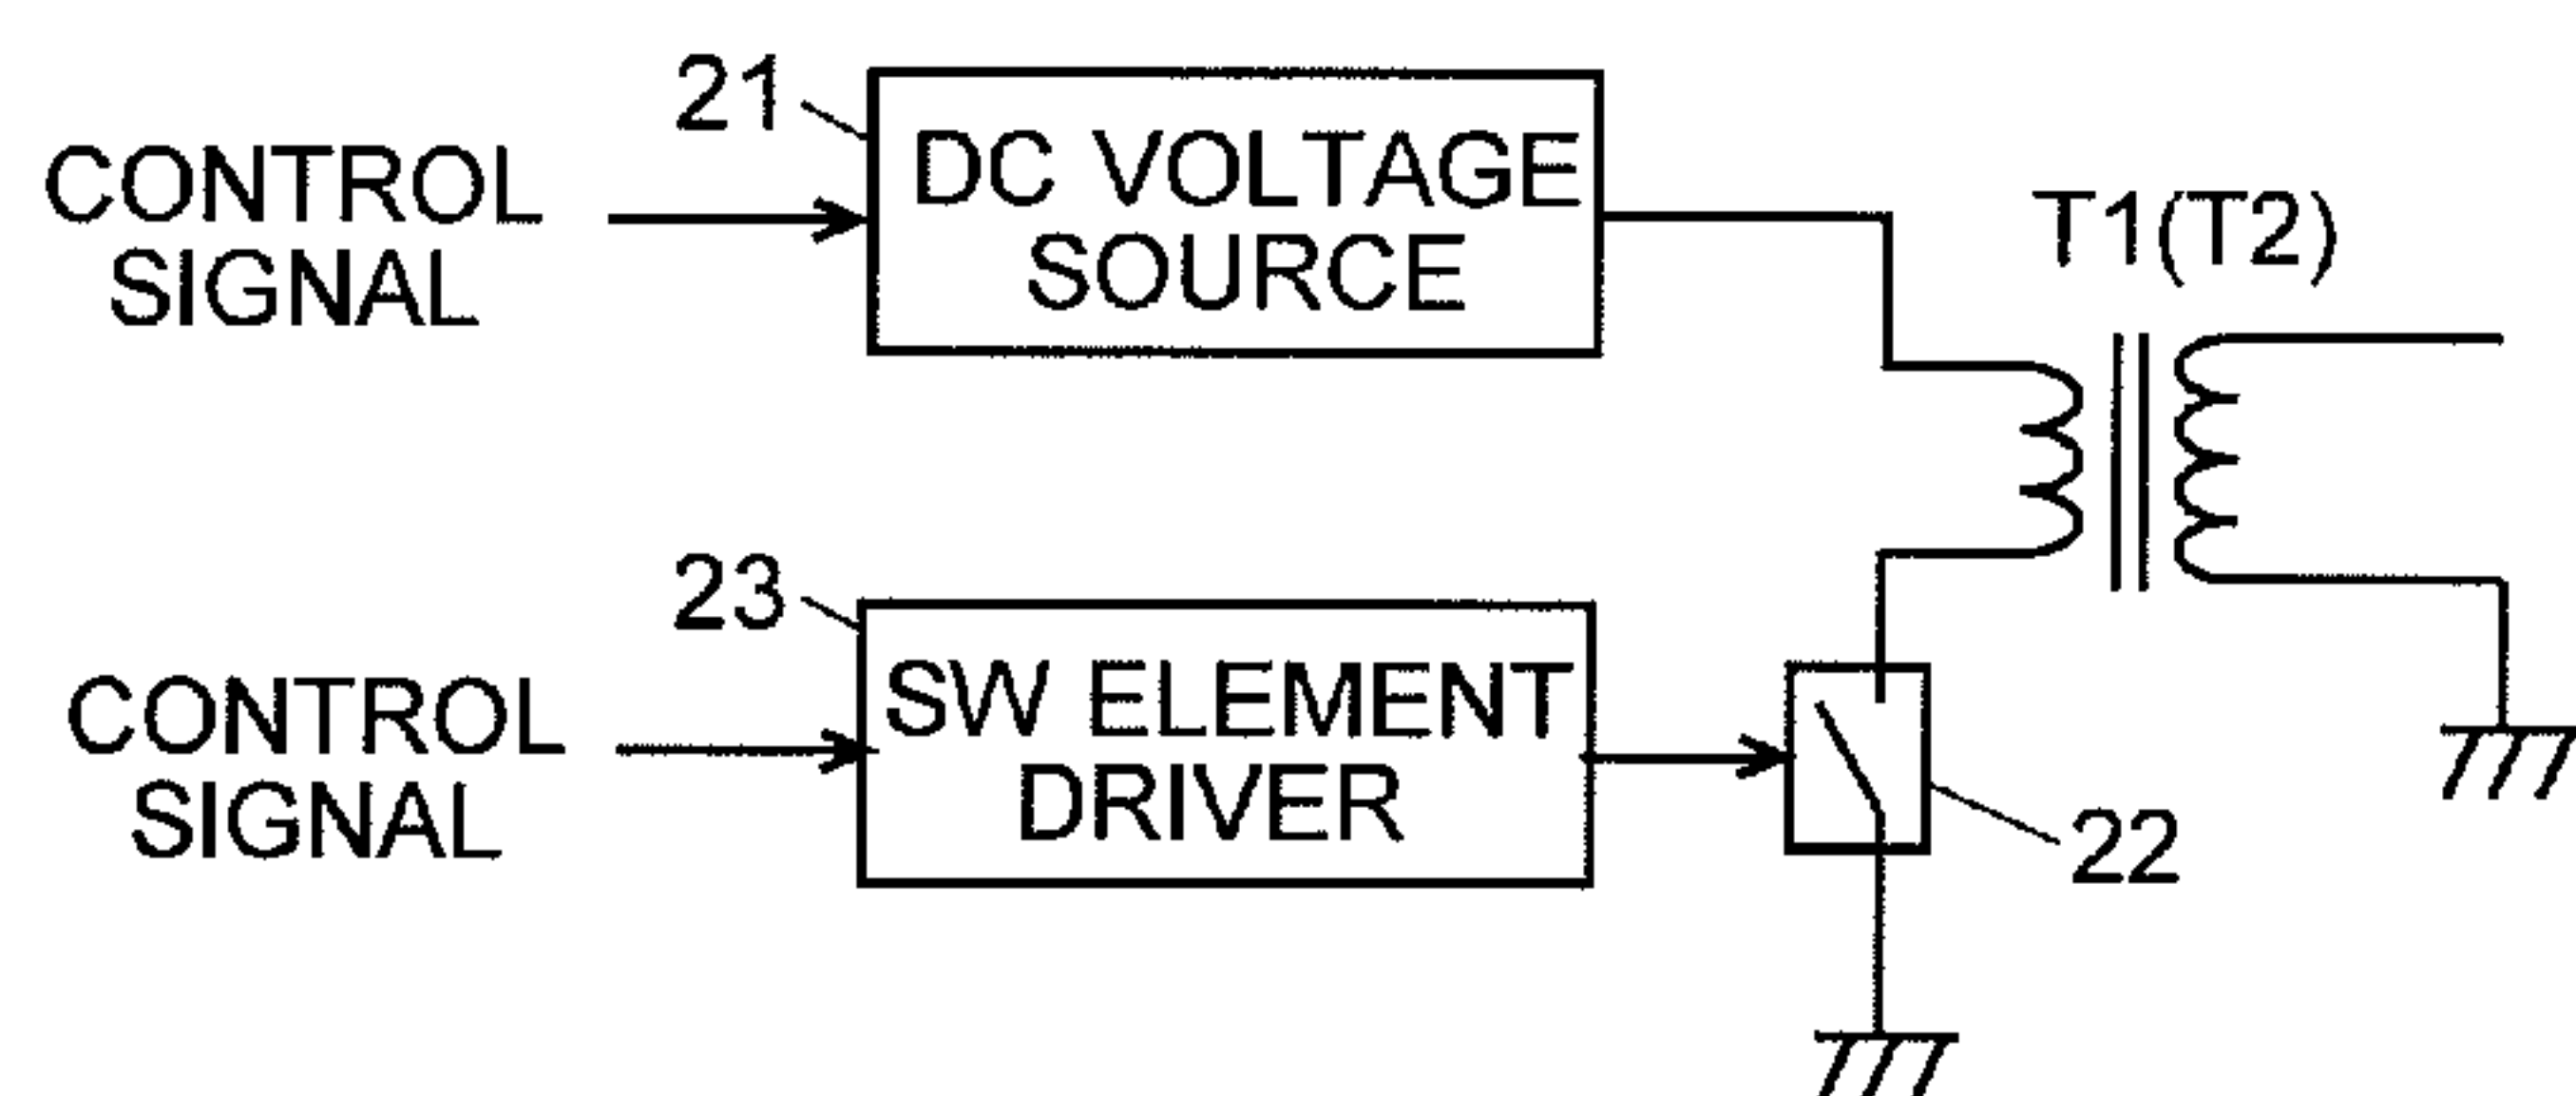 21
CONTROL
SIGNAL
DC VOLTAGE
SOURCE
T1(T2)
23
CONTROL
SIGNAL
SW ELEMENT
DRIVER
22